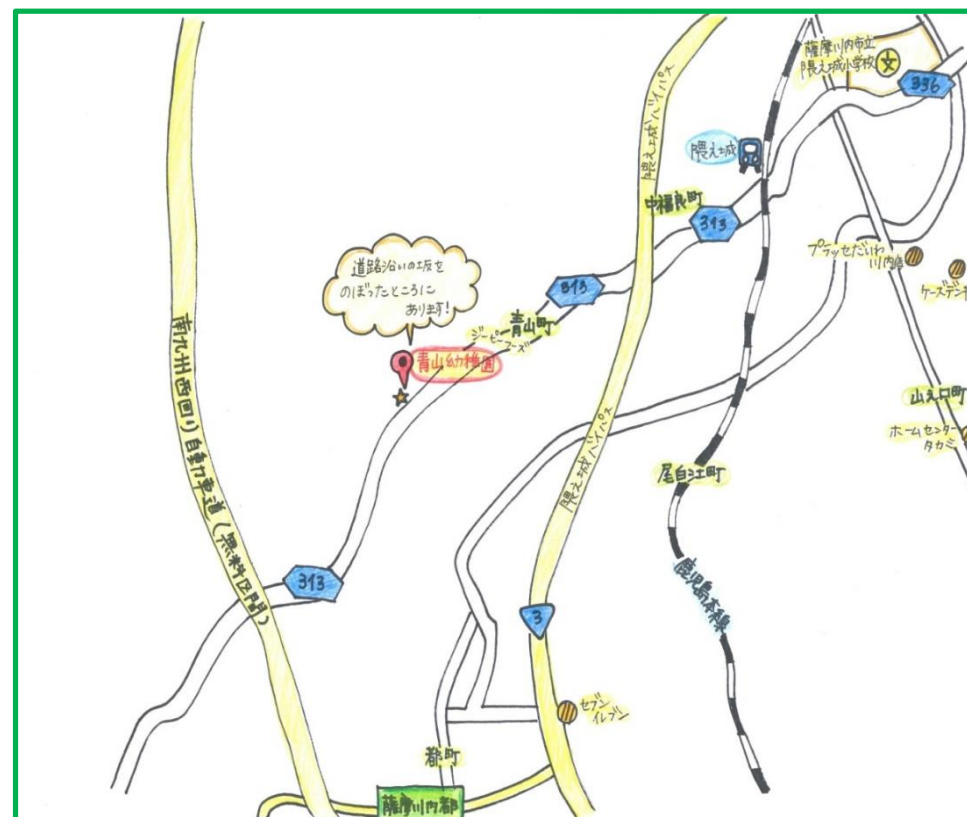 薩摩川内市立
隈之城小学校
文
336
隈之城
隈之城バイパス
中福良町
313
プラッセだいわ
川内店
ケーズデンキ
道路沿いの坂を
のぼったところに
あります!
313
青山町
ジーピーフーズ
青山幼稚園
南九州西回り自動車道(無料区間)
山之口町
ホームセンター
タカミ
隈之城バイパス
尾白江町
鹿児島本線
313
3
セブン
イレブン
都町
薩摩川内都